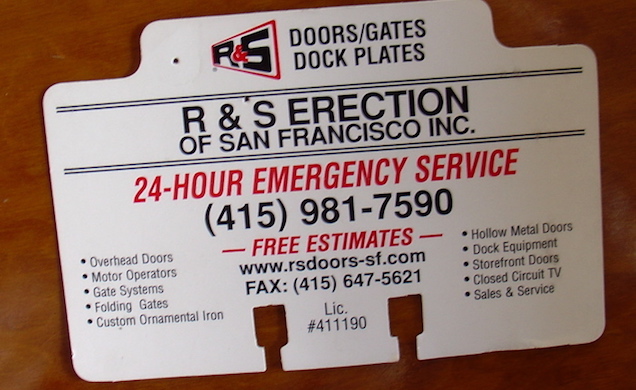 R&S
DOORS/GATES
DOCK PLATES
R & S ERECTION
OF SAN FRANCISCO INC.
24-HOUR EMERGENCY SERVICE
(415) 981-7590
— FREE ESTIMATES —
www.rsdoors-sf.com
FAX: (415) 647-5621
• Overhead Doors
• Motor Operators
• Gate Systems
• Folding Gates
• Custom Ornamental Iron
• Hollow Metal Doors
• Dock Equipment
• Storefront Doors
• Closed Circuit TV
• Sales & Service
Lic.
#411190